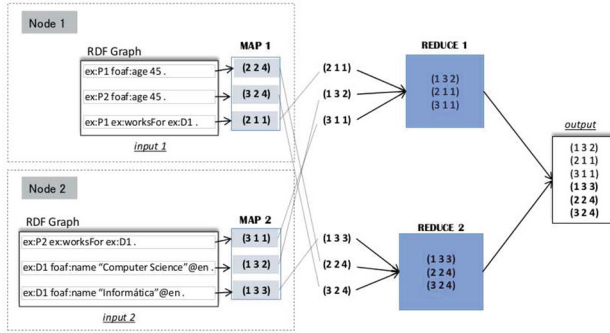 Node 1
RDF Graph
MAP 1
ex:P1 foaf:age 45 .
(2 2 4)
ex:P2 foaf:age 45 .
(3 2 4)
ex:P1 ex:worksFor ex:D1 .
(2 1 1)
input 1
Node 2
RDF Graph
MAP 2
ex:P2 ex:worksFor ex:D1 .
(3 1 1)
ex:D1 foaf:name "Computer Science"@en .
(1 3 2)
ex:D1 foaf:name "Informática"@en .
(1 3 3)
input 2
(2 1 1)
(1 3 2)
(3 1 1)
(1 3 3)
(2 2 4)
(3 2 4)
REDUCE 1
(1 3 2)
(2 1 1)
(3 1 1)
REDUCE 2
(1 3 3)
(2 2 4)
(3 2 4)
output
(1 3 2)
(2 1 1)
(3 1 1)
(1 3 3)
(2 2 4)
(3 2 4)